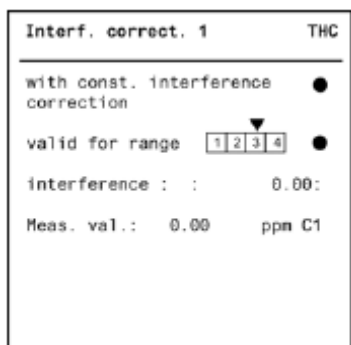 Interf. correct. 1 THC
with const. interference
correction
valid for range 1 2 3 4
interference : : 0.00:
Meas. val.: 0.00 ppm C1